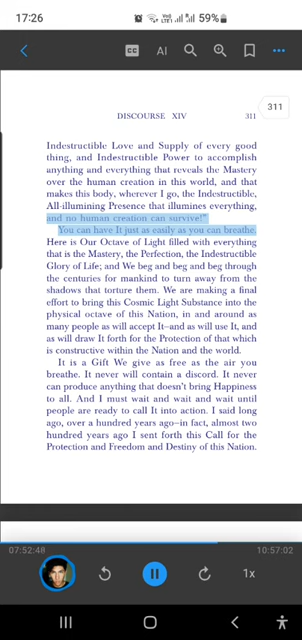 17:26
59%
CC
AI
311
DISCOURSE XIV 311
Indestructible Love and Supply of every good
thing, and Indestructible Power to accomplish
anything and everything that reveals the Mastery
over the human creation in this world, and that
makes this body, wherever I go, the Indestructible,
All-illumining Presence that illumines everything,
and no human creation can survive!"
You can have It just as easily as you can breathe.
Here is Our Octave of Light filled with everything
that is the Mastery, the Perfection, the Indestructible
Glory of Life; and We beg and beg and beg through
the centuries for mankind to turn away from the
shadows that torture them. We are making a final
effort to bring this Cosmic Light Substance into the
physical octave of this Nation, in and around as
many people as will accept It—and as will use It, and
as will draw It forth for the Protection of that which
is constructive within the Nation and the world.
It is a Gift We give as free as the air you
breathe. It never will contain a discord. It never
can produce anything that doesn't bring Happiness
to all. And I must wait and wait and wait until
people are ready to call It into action. I said long
ago, over a hundred years ago—in fact, almost two
hundred years ago I sent forth this Call for the
Protection and Freedom and Destiny of this Nation.
07:52:48 10:57:02
1x